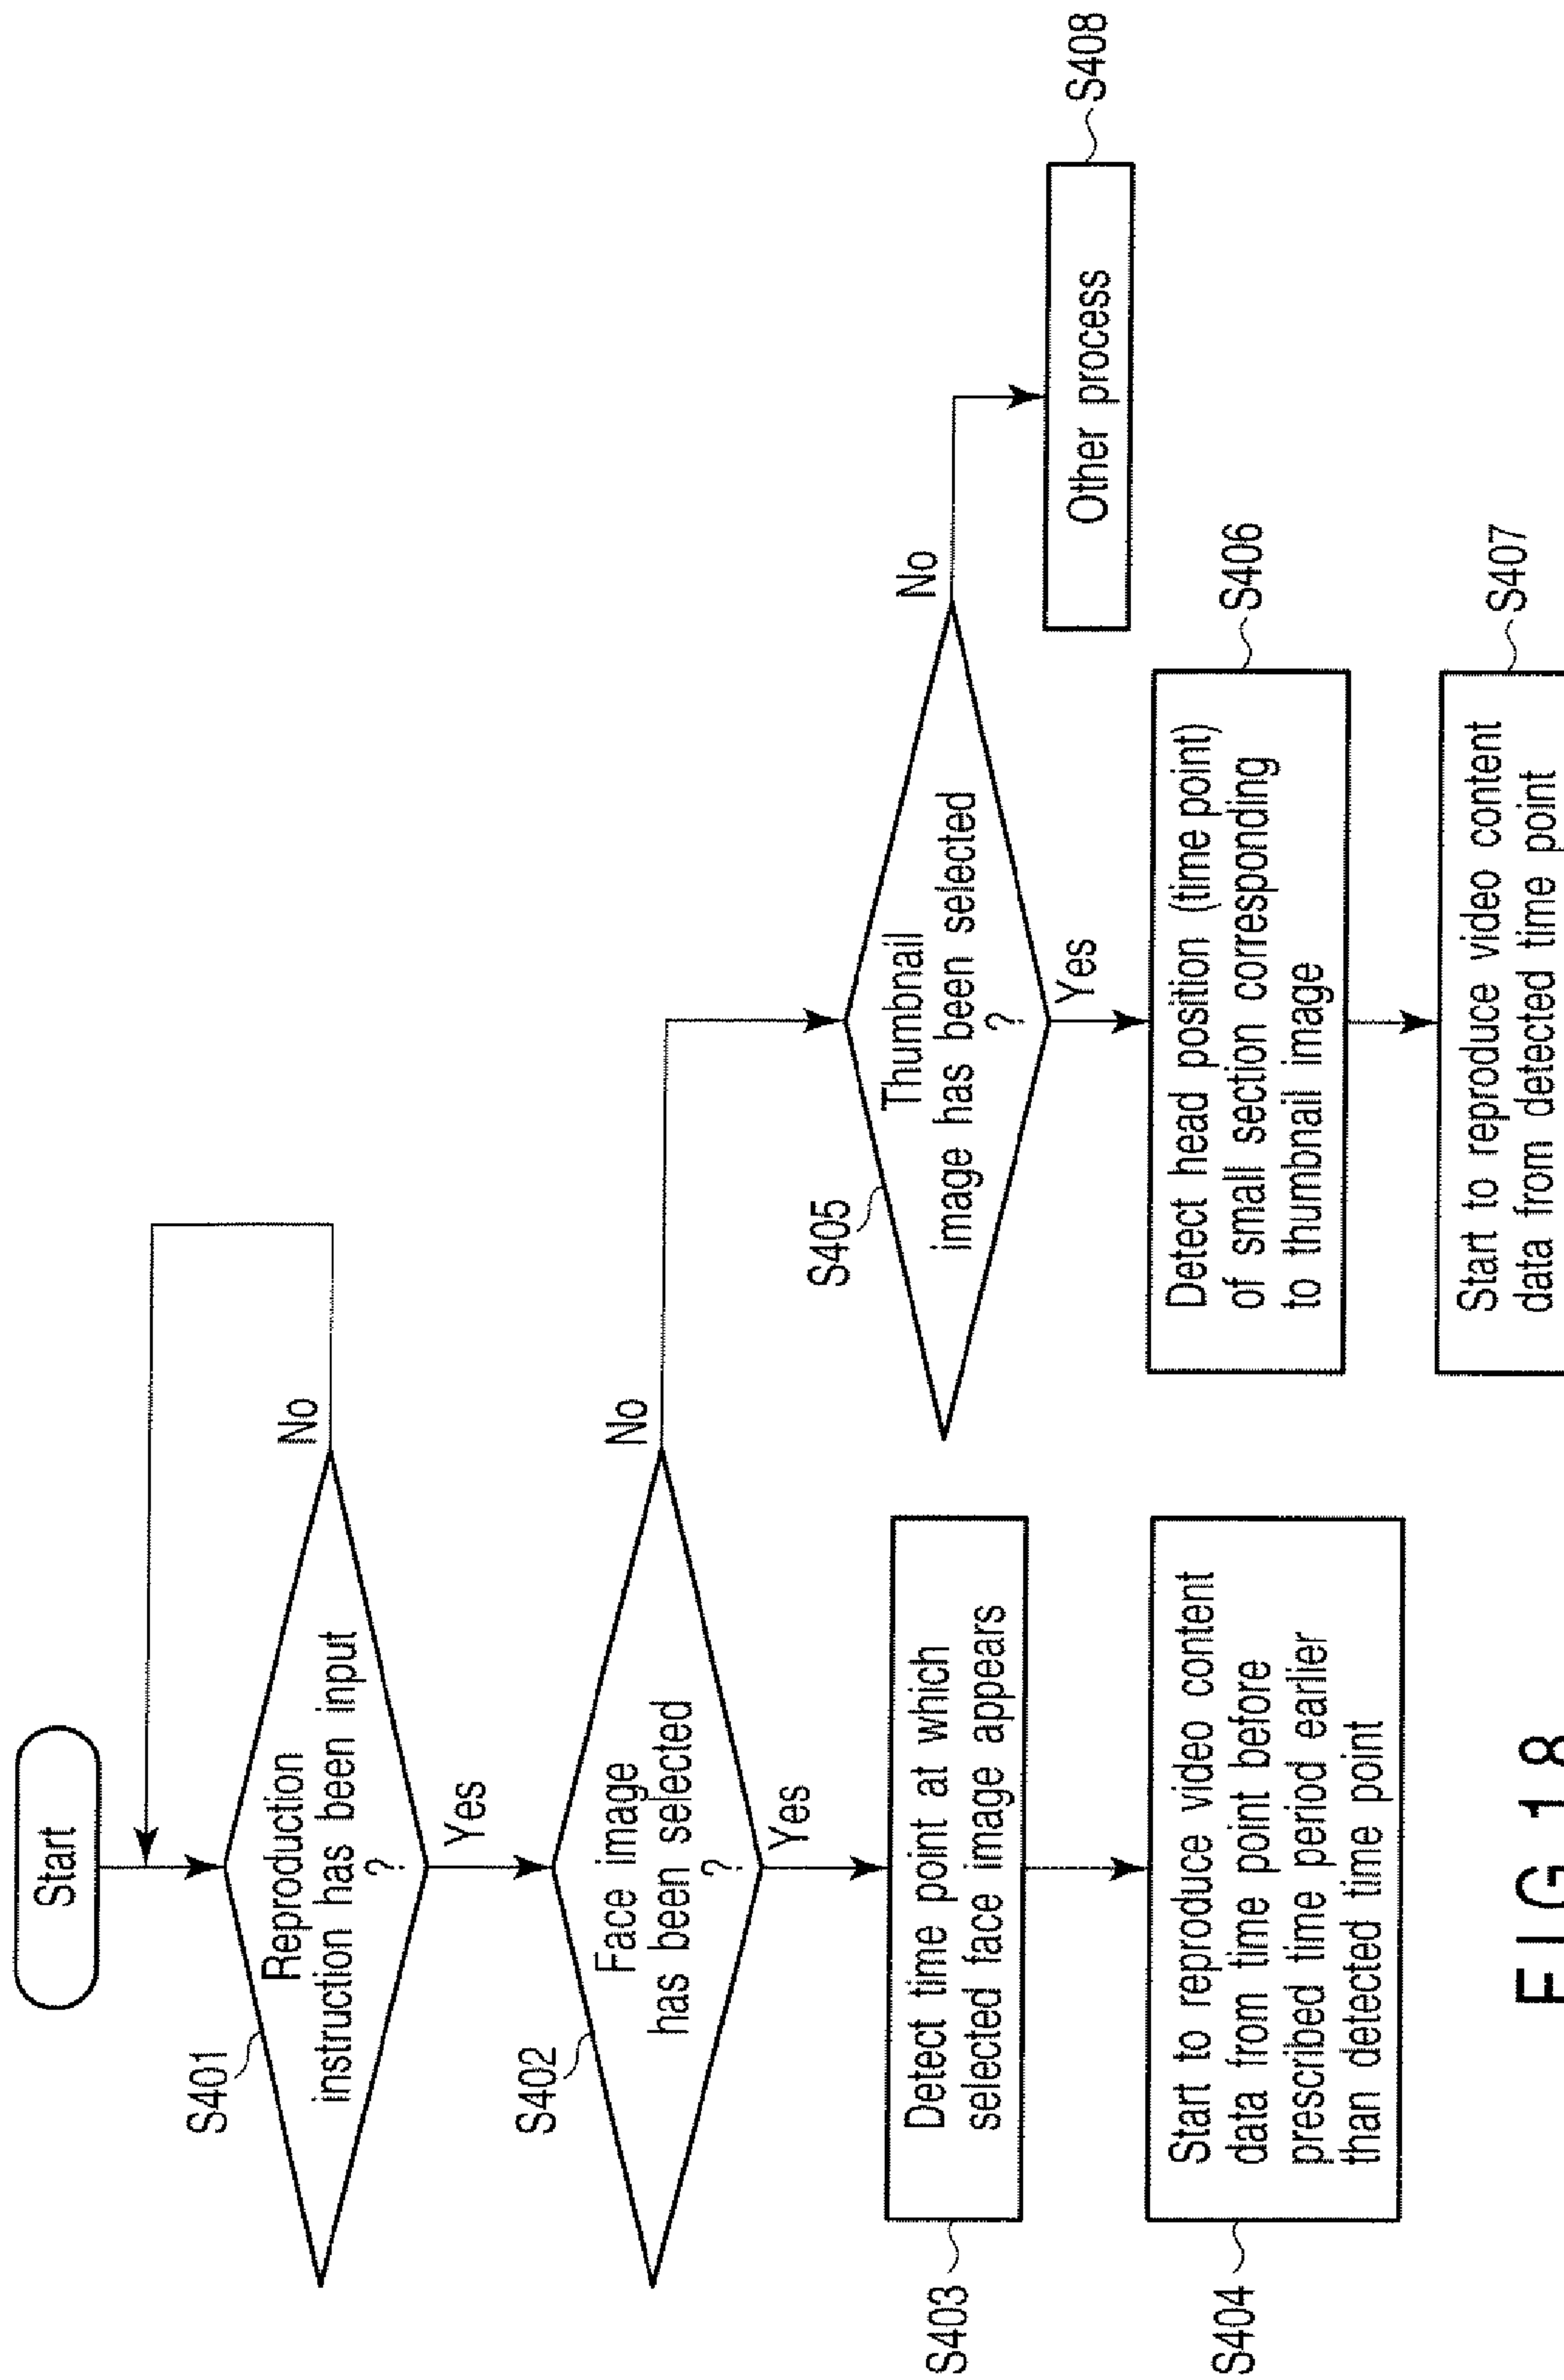 Start
S401
Reproduction
instruction has been input
?
No
Yes
S402
Face image
has been selected
?
No
Yes
S403
Detect time point at which
selected face image appears
S404
Start to reproduce video content
data from time point before
prescribed time period earlier
than detected time point
S405
Thumbnail
image has been selected
?
No
Yes
S406
Detect head position (time point)
of small section corresponding
to thumbnail image
S407
Start to reproduce video content
data from detected time point
Other process
S408
FIG. 18